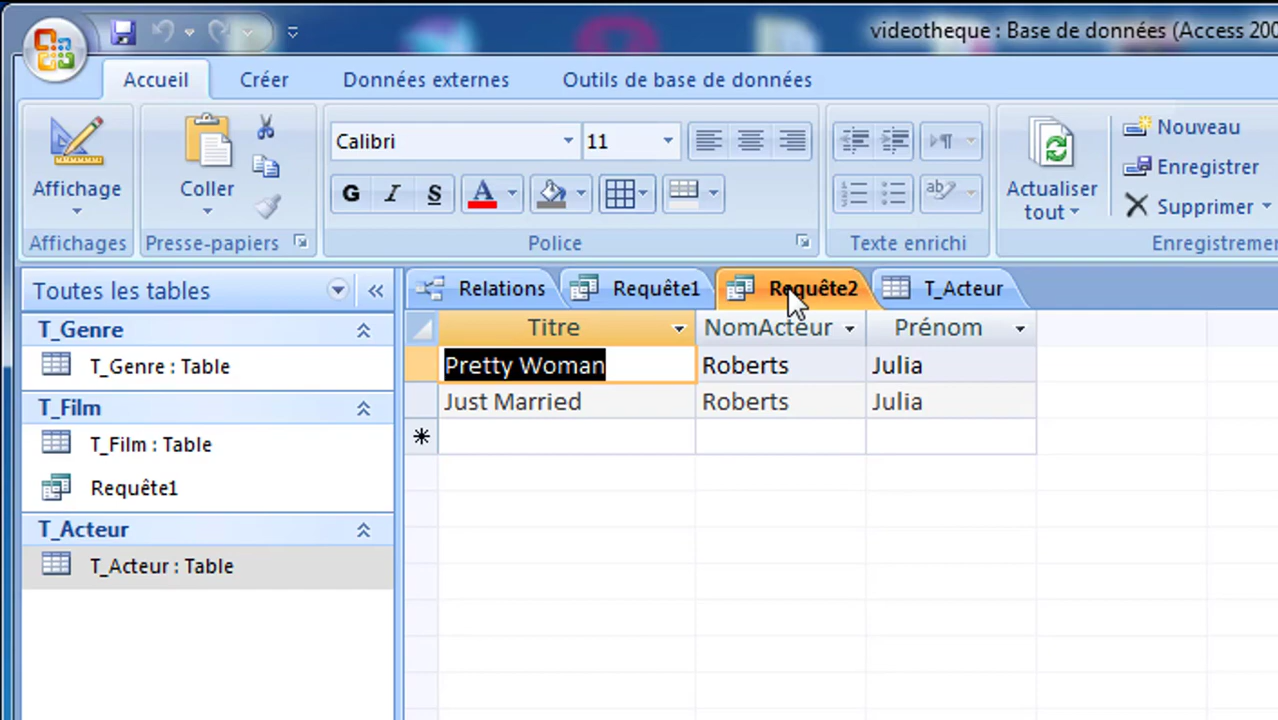 videotheque : Base de données (Access 200
Accueil Créer Données externes Outils de base de données
Calibri 11
Nouveau
Enregistrer
Affichage Coller Actualiser tout
G I S A
ab
Supprimer
Affichages Presse-papiers Police Texte enrichi Enregistremen
Toutes les tables
Relations Requête1 Requête2 T_Acteur
T_Genre
T_Genre : Table
T_Film
T_Film : Table
Requête1
T_Acteur
T_Acteur : Table
Titre NomActeur Prénom
Pretty Woman Roberts Julia
Just Married Roberts Julia